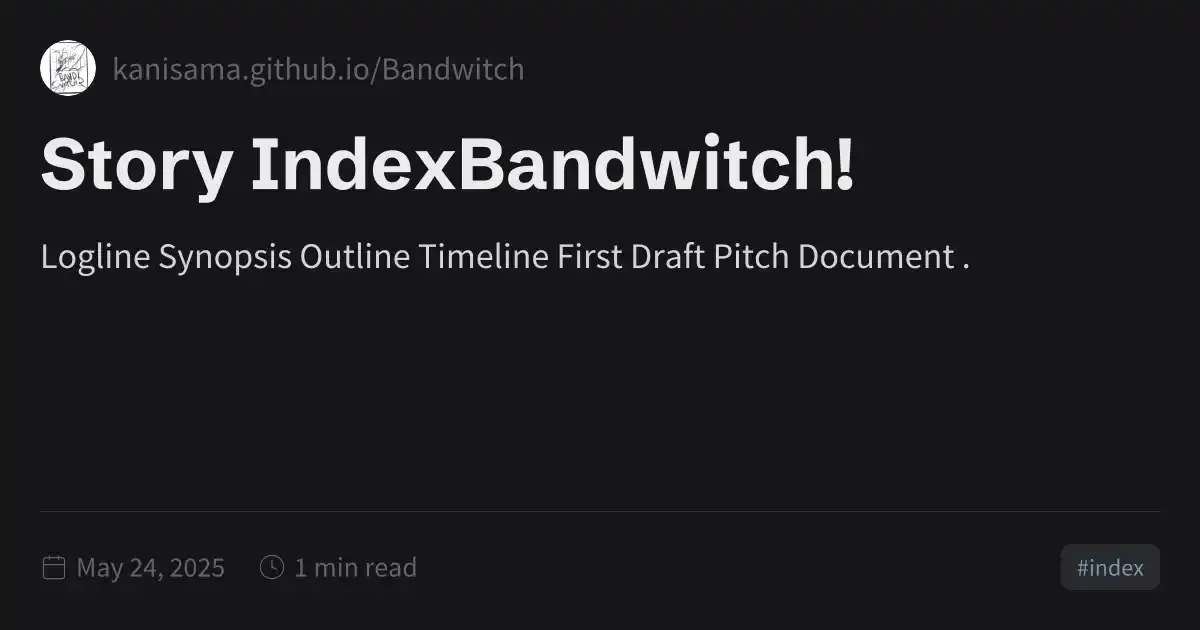 kanisama.github.io/Bandwitch
Story IndexBandwitch!
Logline Synopsis Outline Timeline First Draft Pitch Document .
May 24, 2025
1 min read
#index